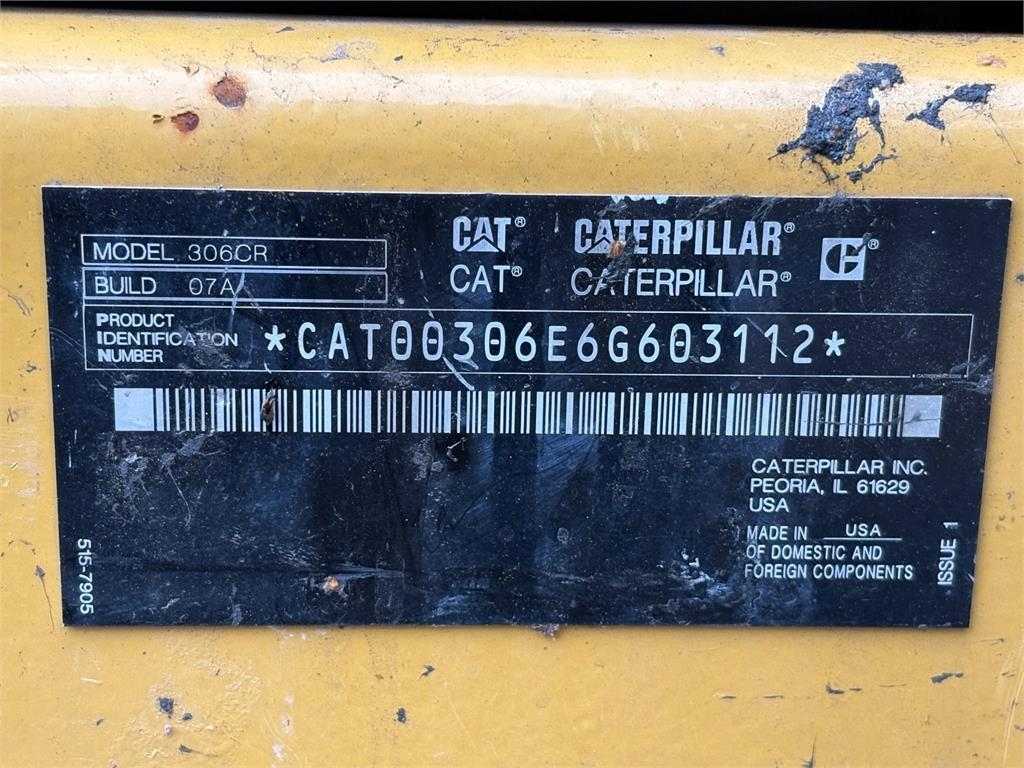 MODEL 306CR
BUILD 07A
CAT® CATERPILLAR®
CAT® CATERPILLAR®
PRODUCT
IDENTIFICATION
NUMBER
*CAT00306E6G603112*
CATERPILLAR INC.
PEORIA, IL 61629
USA
MADE IN USA
OF DOMESTIC AND
FOREIGN COMPONENTS
515-7905
ISSUE 1